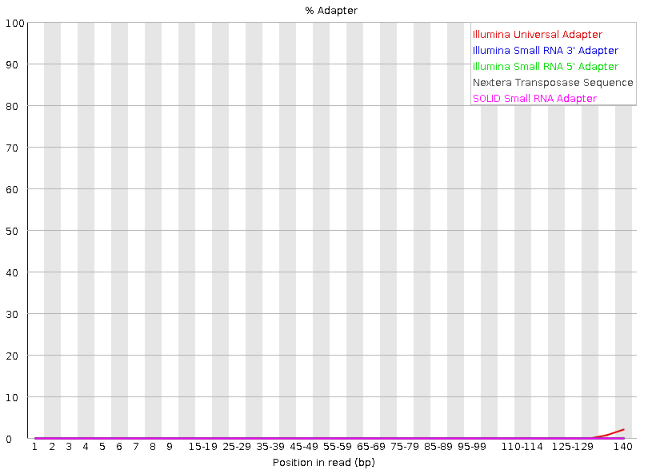 % Adapter
Illumina Universal Adapter
Illumina Small RNA 3' Adapter
Illumina Small RNA 5' Adapter
Nextera Transposase Sequence
SOLID Small RNA Adapter
100
90
80
70
60
50
40
30
20
10
0
1 2 3 4 5 6 7 8 9 15-19 25-29 35-39 45-49 55-59 65-69 75-79 85-89 95-99 110-114 125-129 140
Position in read (bp)